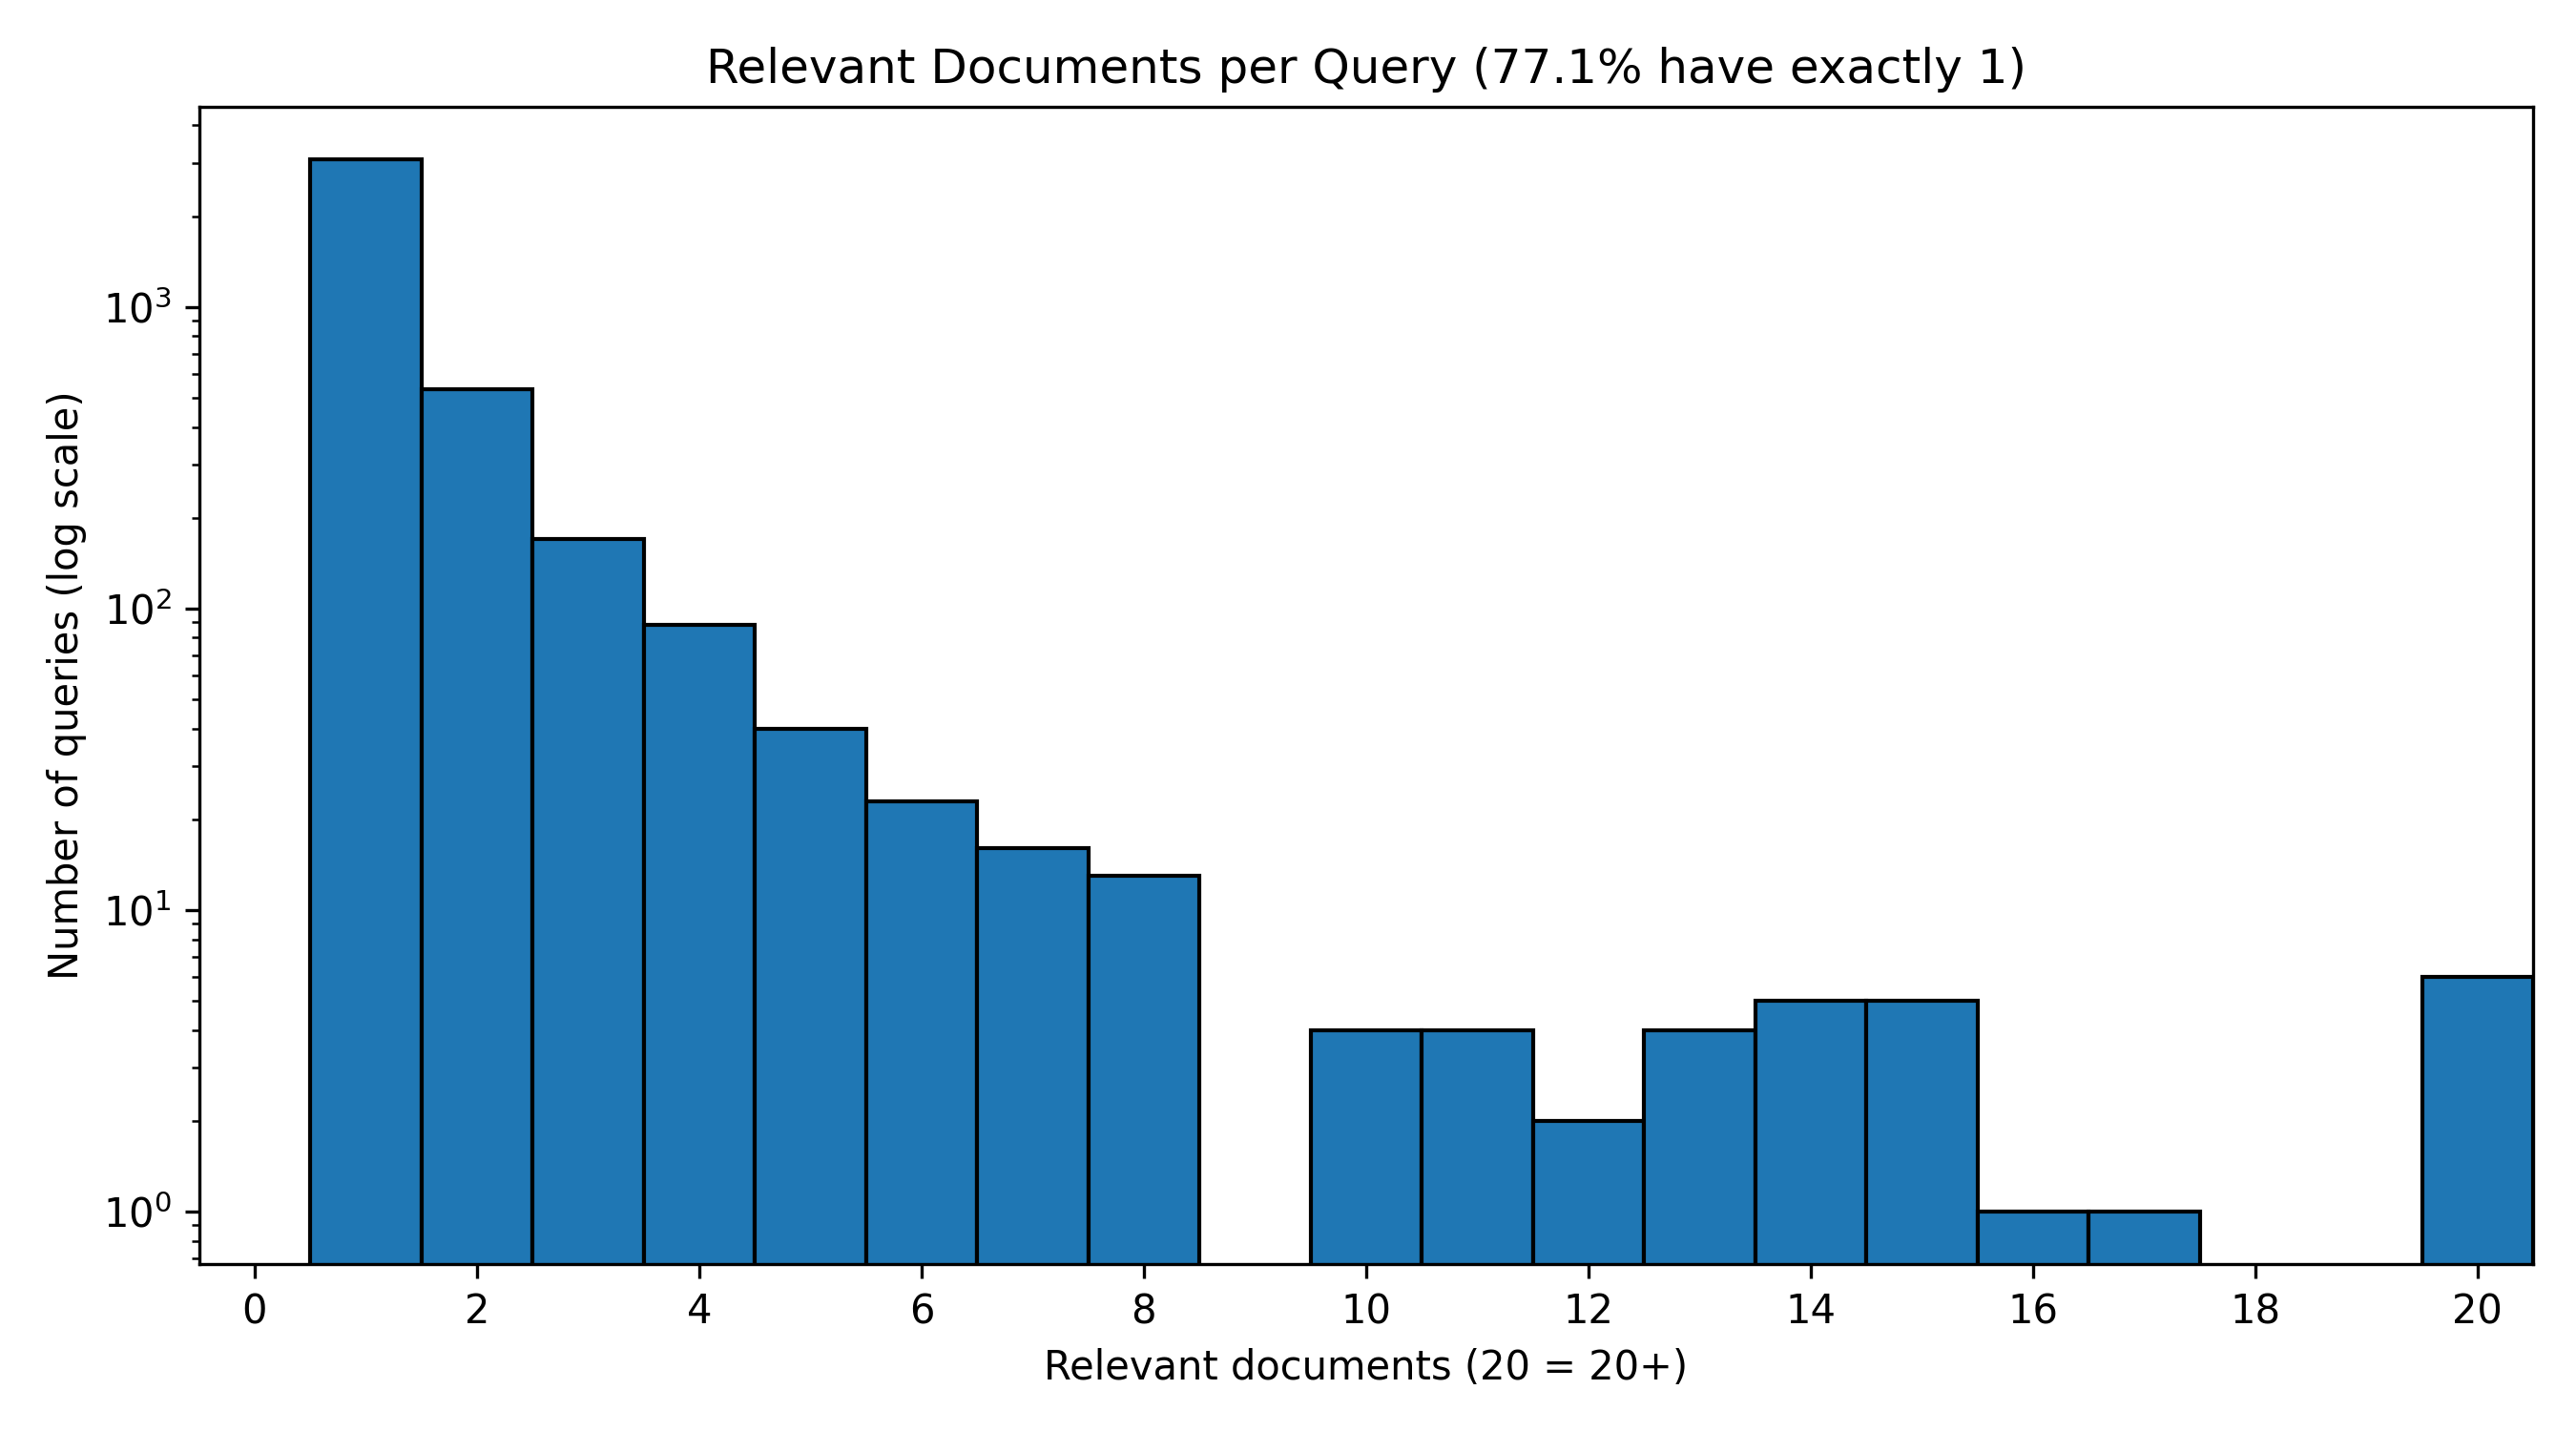 Relevant Documents per Query (77.1% have exactly 1)
Number of queries (log scale)
10³
10²
10¹
10⁰
0 2 4 6 8 10 12 14 16 18 20
Relevant documents (20 = 20+)